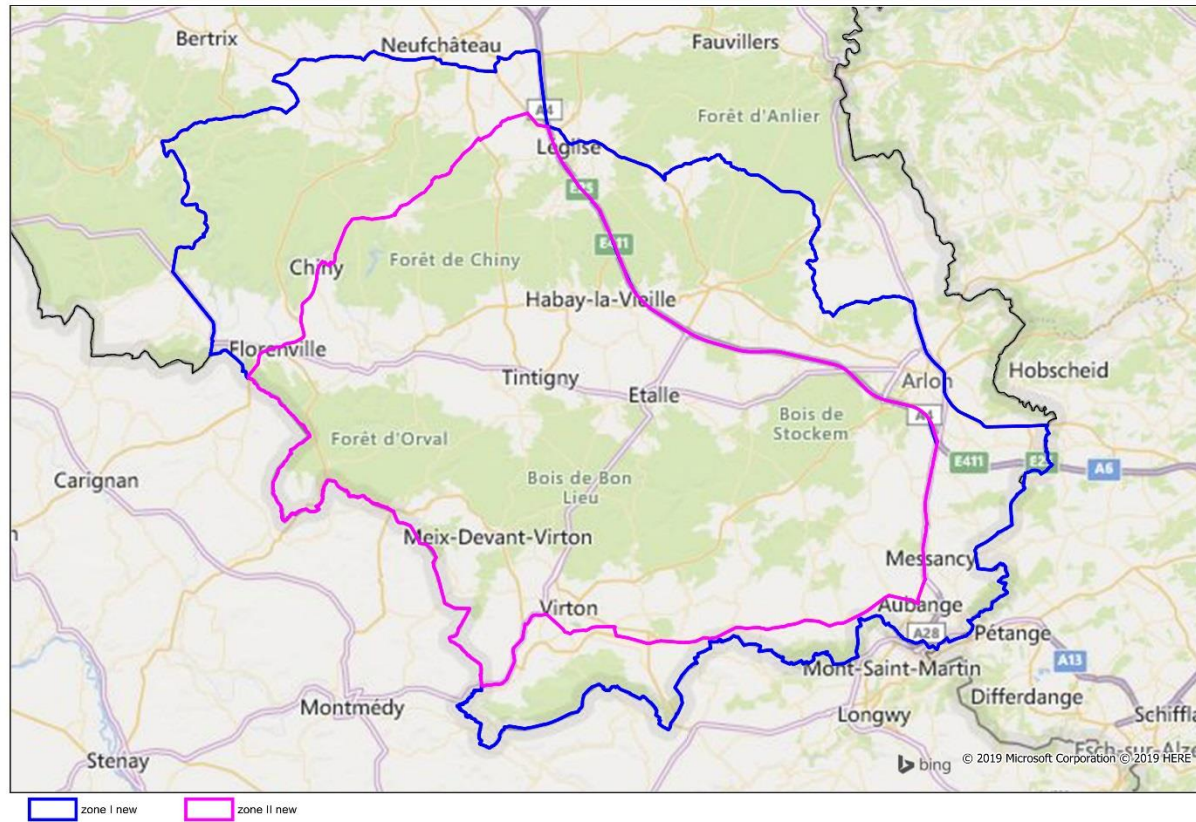 Bertrix
Neufchâteau
Fauvillers
A4
Forêt d'Anlier
Léglise
E25
Chiny
Forêt de Chiny
E411
Habay-la-Vieille
Florenville
Tintigny
Etalle
Arlon
Hobscheid
A4
Bois de
Stockem
Forêt d'Orval
Carignan
Bois de Bon
Lieu
E411
A6
Meix-Devant-Virton
Messancy
Virton
Aubange
A28
Pétange
A13
Mont-Saint-Martin
Differdange
Montmédy
Longwy
Schiffla
Stenay
Esch-sur-Alze
bing
© 2019 Microsoft Corporation © 2019 HERE
zone I new
zone II new